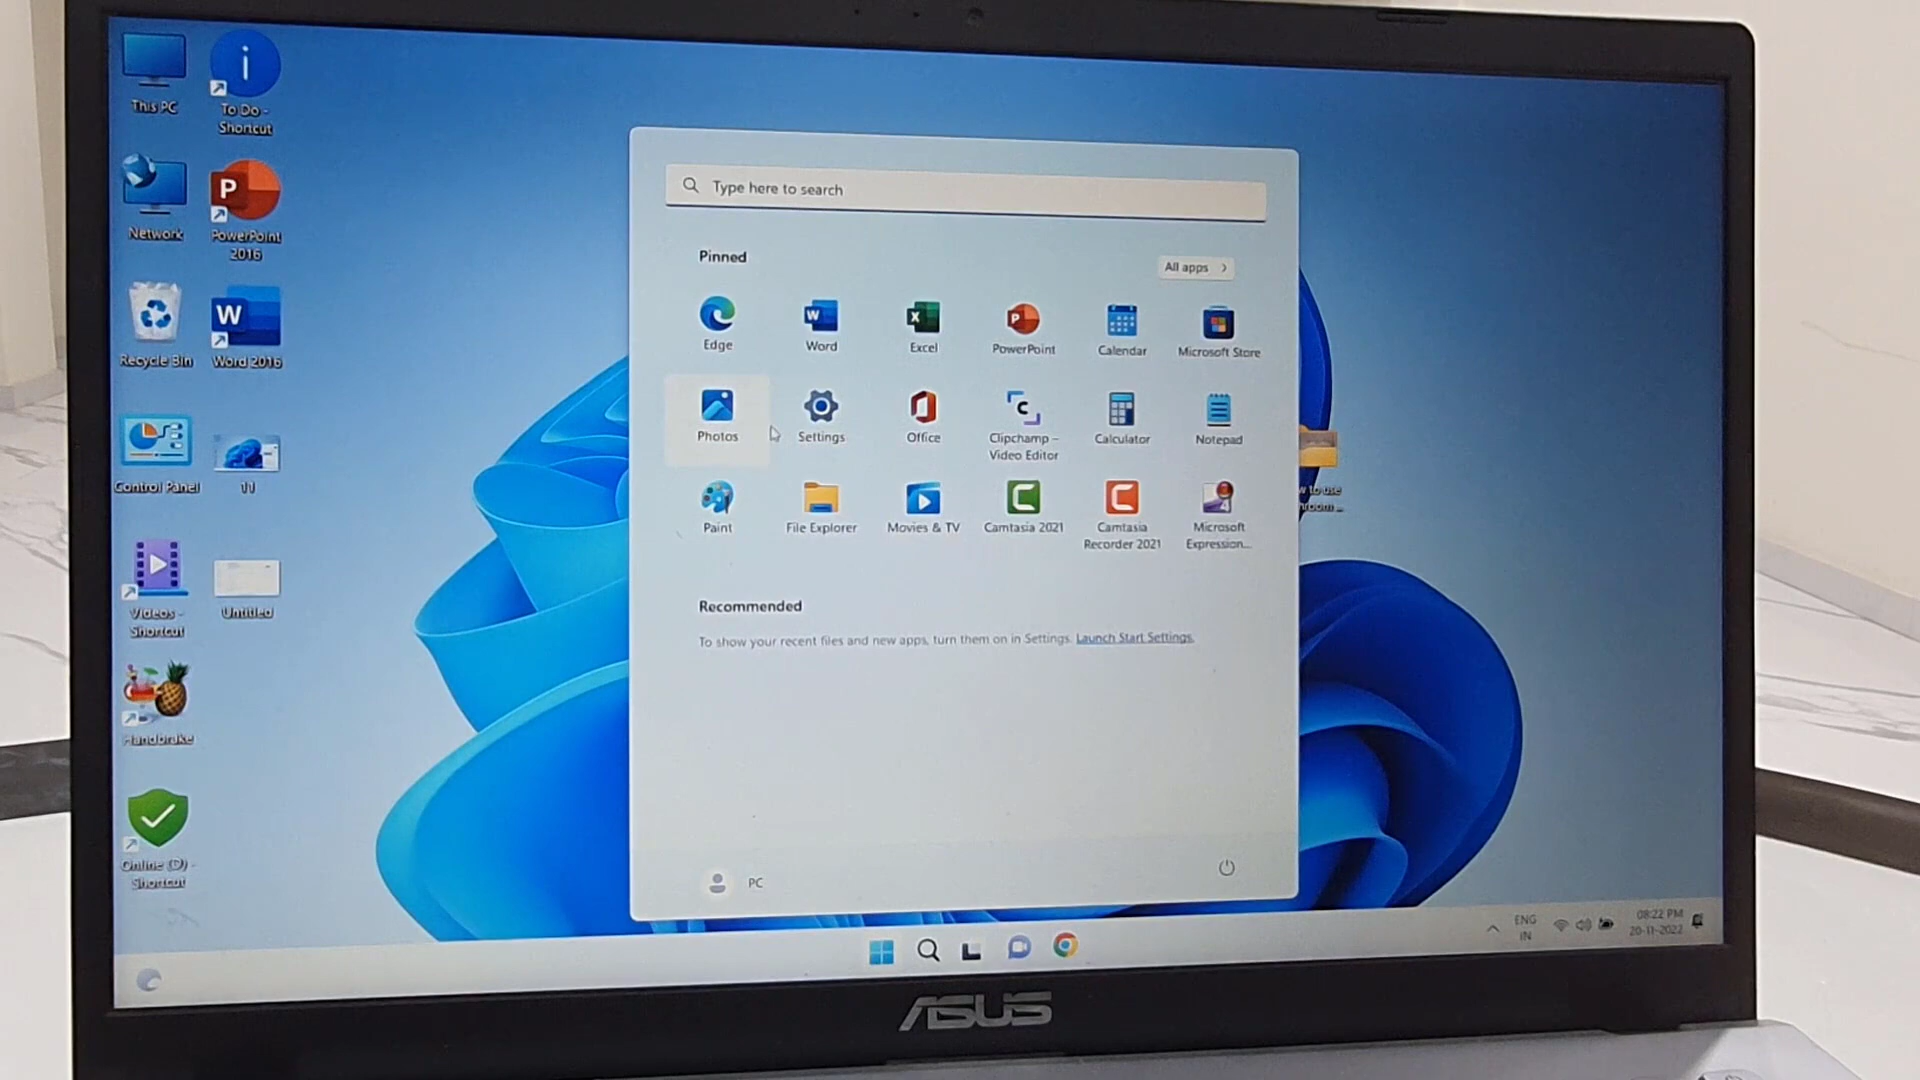 This PC
To Do -
Shortcut
Network
PowerPoint
2016
Recycle Bin
Word 2016
Control Panel
11
Videos -
Shortcut
Untitled
Handbrake
Online (D) -
Shortcut
Type here to search
Pinned
All apps
Edge
Word
Excel
PowerPoint
Calendar
Microsoft Store
Photos
Settings
Office
Clipchamp –
Video Editor
Calculator
Notepad
Paint
File Explorer
Movies & TV
Camtasia 2021
Camtasia
Recorder 2021
Microsoft
Expression...
Recommended
To show your recent files and new apps, turn them on in Settings. Launch Start Settings.
PC
to use
ENG
IN
08:22 PM
20-11-2022
ASUS